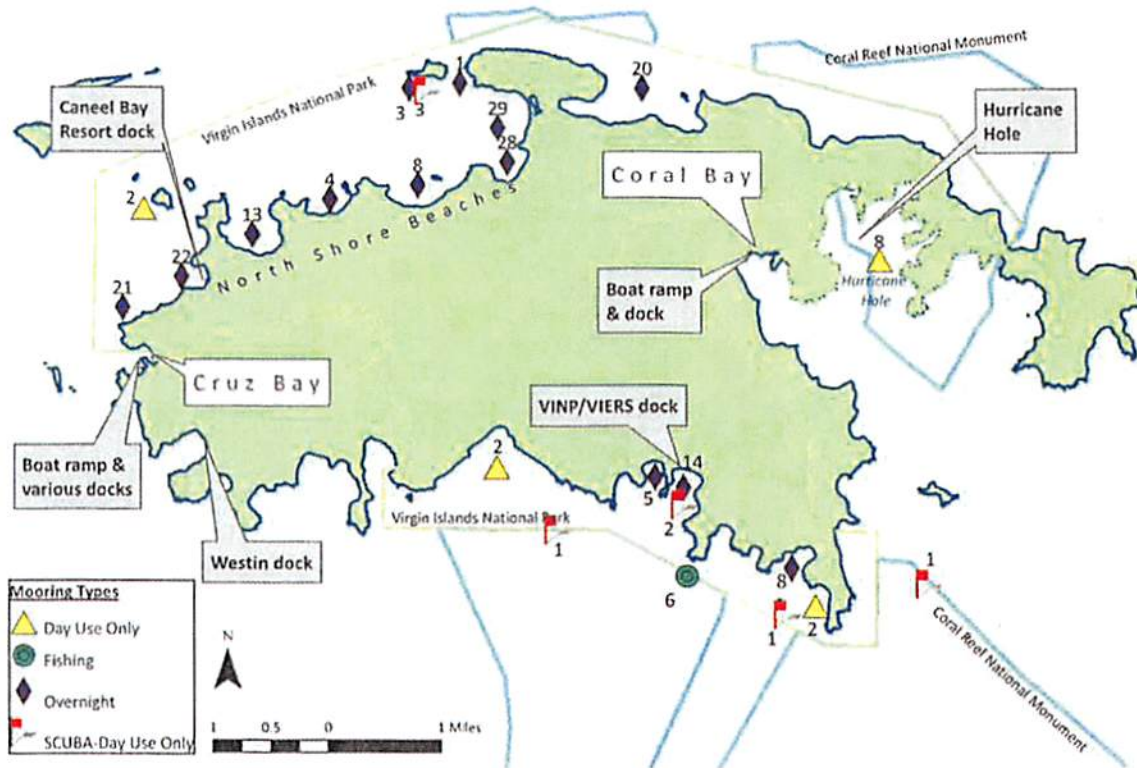 Coral Reef National Monument
20
1
Caneel Bay
Resort dock
Virgin Islands National Park
3
3
Hurricane
Hole
29
28
8
4
Coral Bay
2
13
North Shore Beaches
22
8
Hurricane
Hole
21
Boat ramp
& dock
Cruz Bay
VINP/VIERS dock
2
14
5
Boat ramp &
various docks
Virgin Islands National Park
2
1
Westin dock
1
8
6
1
2
Coral Reef National Monument
Mooring Types
Day Use Only
Fishing
Overnight
SCUBA-Day Use Only
N
1
0.5
0
1 Miles